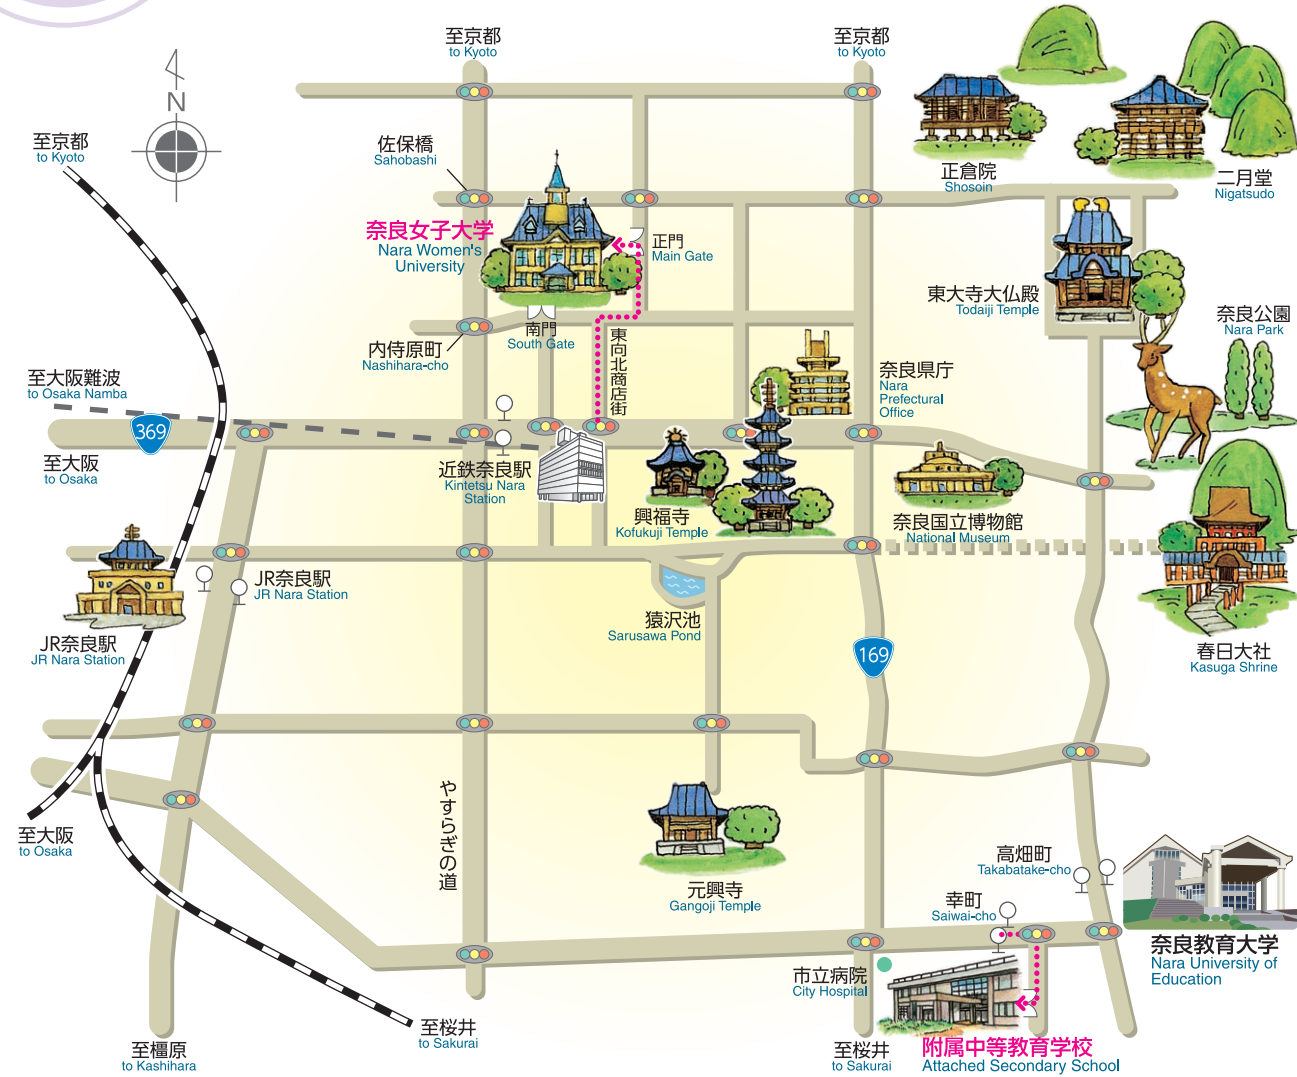 至京都
to Kyoto
至京都
to Kyoto
N
至京都
to Kyoto
佐保橋
Sahobashi
正倉院
Shosoin
二月堂
Nigatsudo
奈良女子大学
Nara Women's
University
正門
Main Gate
東大寺大仏殿
Todaiji Temple
奈良公園
Nara Park
南門
South Gate
内侍原町
Nashihara-cho
東向北商店街
奈良県庁
Nara
Prefectural
Office
至大阪難波
to Osaka Namba
369
至大阪
to Osaka
近鉄奈良駅
Kintetsu Nara
Station
興福寺
Kofukuji Temple
奈良国立博物館
National Museum
JR奈良駅
JR Nara Station
JR奈良駅
JR Nara Station
猿沢池
Sarusawa Pond
169
春日大社
Kasuga Shrine
やすらぎの道
至大阪
to Osaka
元興寺
Gangoji Temple
高畑町
Takabatake-cho
幸町
Saiwai-cho
奈良教育大学
Nara University of
Education
市立病院
City Hospital
至桜井
to Sakurai
至橿原
to Kashihara
至桜井
to Sakurai
附属中等教育学校
Attached Secondary School